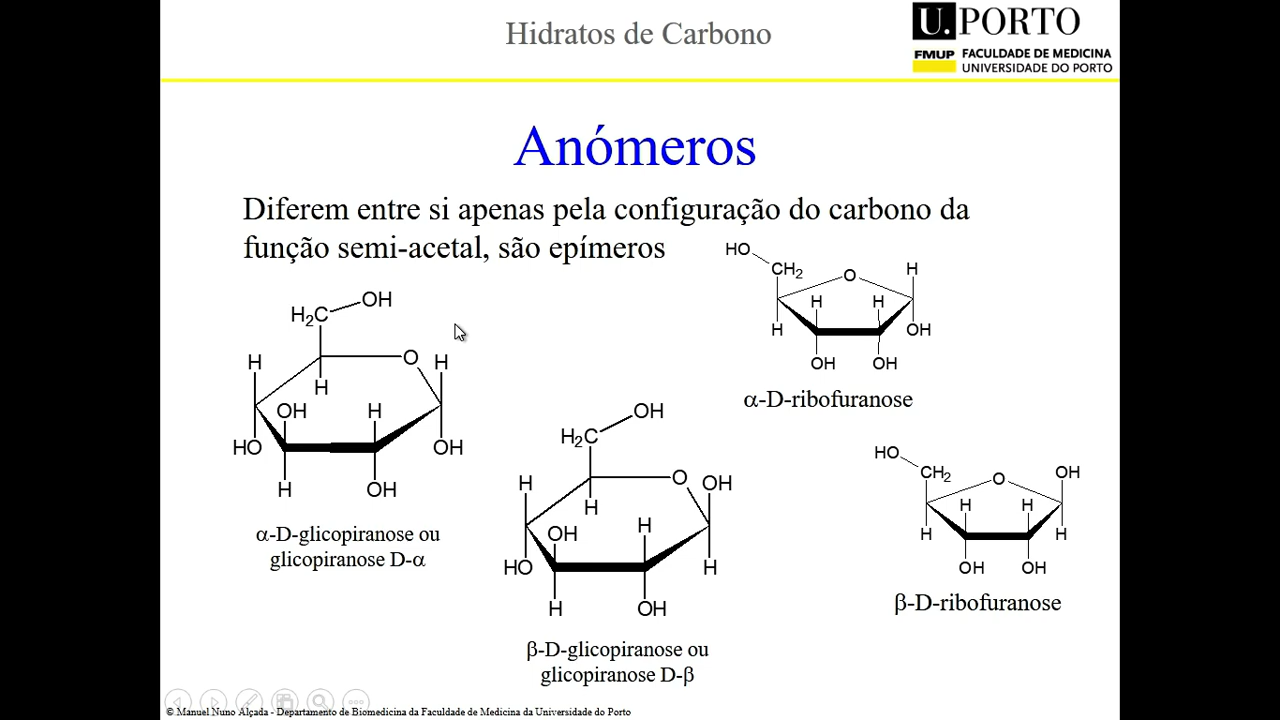 Hidratos de Carbono
U. PORTO
FMUP FACULDADE DE MEDICINA
UNIVERSIDADE DO PORTO
Anómeros
Diferem entre si apenas pela configuração do carbono da
função semi-acetal, são epímeros
OH
H₂C
H
O
H
H
OH
H
HO
OH
H
OH
α-D-glicopiranose ou
glicopiranose D-α
OH
H₂C
H
O
OH
H
OH
H
HO
H
H
OH
β-D-glicopiranose ou
glicopiranose D-β
HO
CH₂
O
H
H
H
H
OH
OH
OH
α-D-ribofuranose
HO
CH₂
O
OH
H
H
H
H
OH
OH
β-D-ribofuranose
© Manuel Nuno Alçada - Departamento de Biomedicina da Faculdade de Medicina da Universidade do Porto